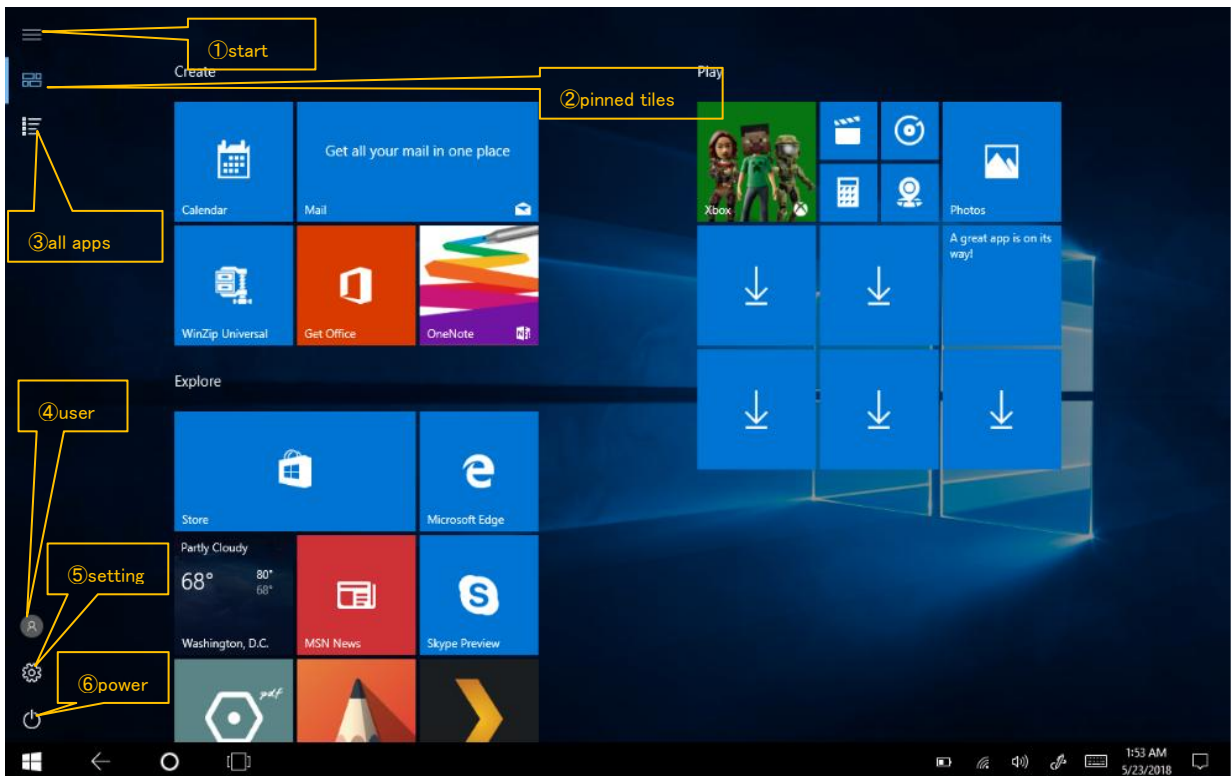 ①start
Create
Play
②pinned tiles
Get all your mail in one place
Calendar
Mail
Xbox
Photos
③all apps
A great app is on its
way!
WinZip Universal
Get Office
OneNote
Explore
④user
Store
Microsoft Edge
Partly Cloudy
⑤setting
68°
80°
68°
Washington, D.C.
MSN News
Skype Preview
⑥power
pdf
1:53 AM
5/23/2018